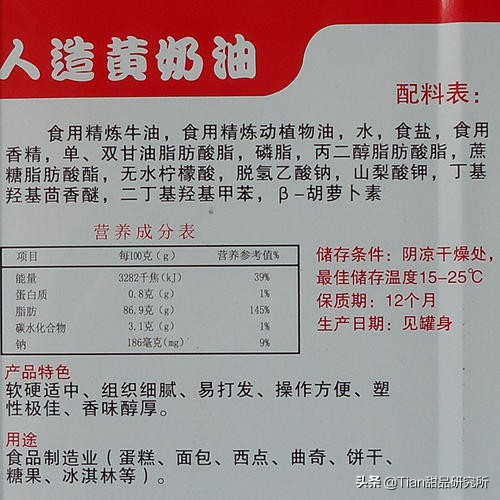 人造黄奶油
配料表：
食用精炼牛油，食用精炼动植物油，水，食盐，食用
香精，单、双甘油脂肪酸脂，磷脂，丙二醇脂肪酸脂，蔗
糖脂肪酸酯，无水柠檬酸，脱氢乙酸钠，山梨酸钾，丁基
羟基茴香醚，二丁基羟基甲苯，β-胡萝卜素
营养成分表
项目 每100克(g) 营养参考值%
能量 3282千焦(kJ) 39%
蛋白质 0.8克(g) 1%
脂肪 86.9克(g) 145%
碳水化合物 3.1克(g) 1%
钠 186毫克(mg) 9%
储存条件：阴凉干燥处，
最佳储存温度15-25℃
保质期：12个月
生产日期：见罐身
产品特色
软硬适中、组织细腻、易打发、操作方便、塑
性极佳、香味醇厚。
用途
食品制造业（蛋糕、面包、西点、曲奇、饼干、
糖果、冰淇林等）。
头条 @Tian甜品研究所